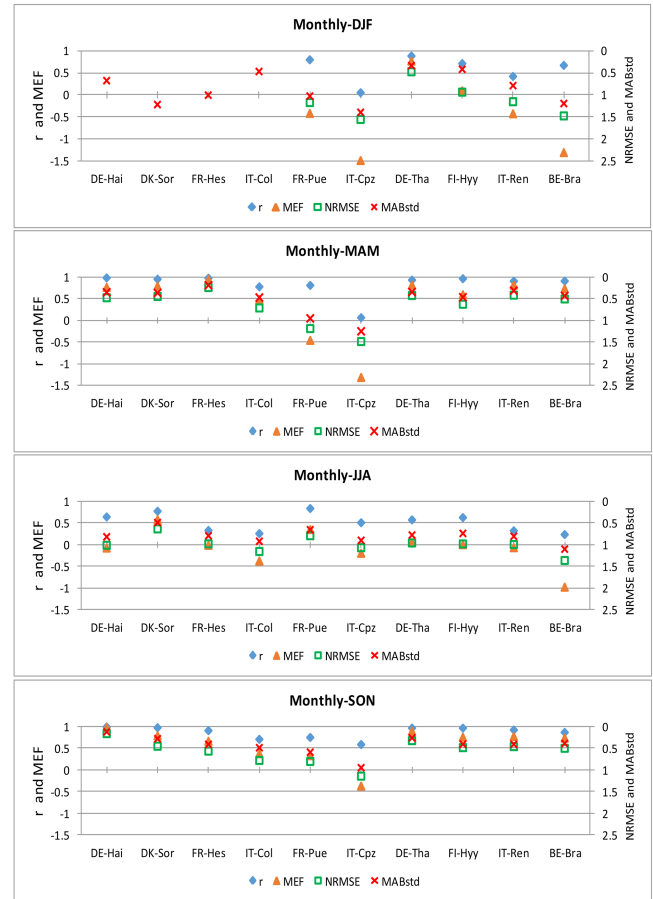 Monthly-DJF
1 0
0.5 0.5
0 1
-0.5 1.5
-1 2
-1.5 2.5
r and MEF
NRMSE and MABstd
DE-Hai DK-Sor FR-Hes IT-Col FR-Pue IT-Cpz DE-Tha FI-Hyy IT-Ren BE-Bra
r MEF NRMSE MABstd
Monthly-MAM
1 0
0.5 0.5
0 1
-0.5 1.5
-1 2
-1.5 2.5
r and MEF
NRMSE and MABstd
DE-Hai DK-Sor FR-Hes IT-Col FR-Pue IT-Cpz DE-Tha FI-Hyy IT-Ren BE-Bra
r MEF NRMSE MABstd
Monthly-JJA
1 0
0.5 0.5
0 1
-0.5 1.5
-1 2
-1.5 2.5
r and MEF
NRMSE and MABstd
DE-Hai DK-Sor FR-Hes IT-Col FR-Pue IT-Cpz DE-Tha FI-Hyy IT-Ren BE-Bra
r MEF NRMSE MABstd
Monthly-SON
1 0
0.5 0.5
0 1
-0.5 1.5
-1 2
-1.5 2.5
r and MEF
NRMSE and MABstd
DE-Hai DK-Sor FR-Hes IT-Col FR-Pue IT-Cpz DE-Tha FI-Hyy IT-Ren BE-Bra
r MEF NRMSE MABstd